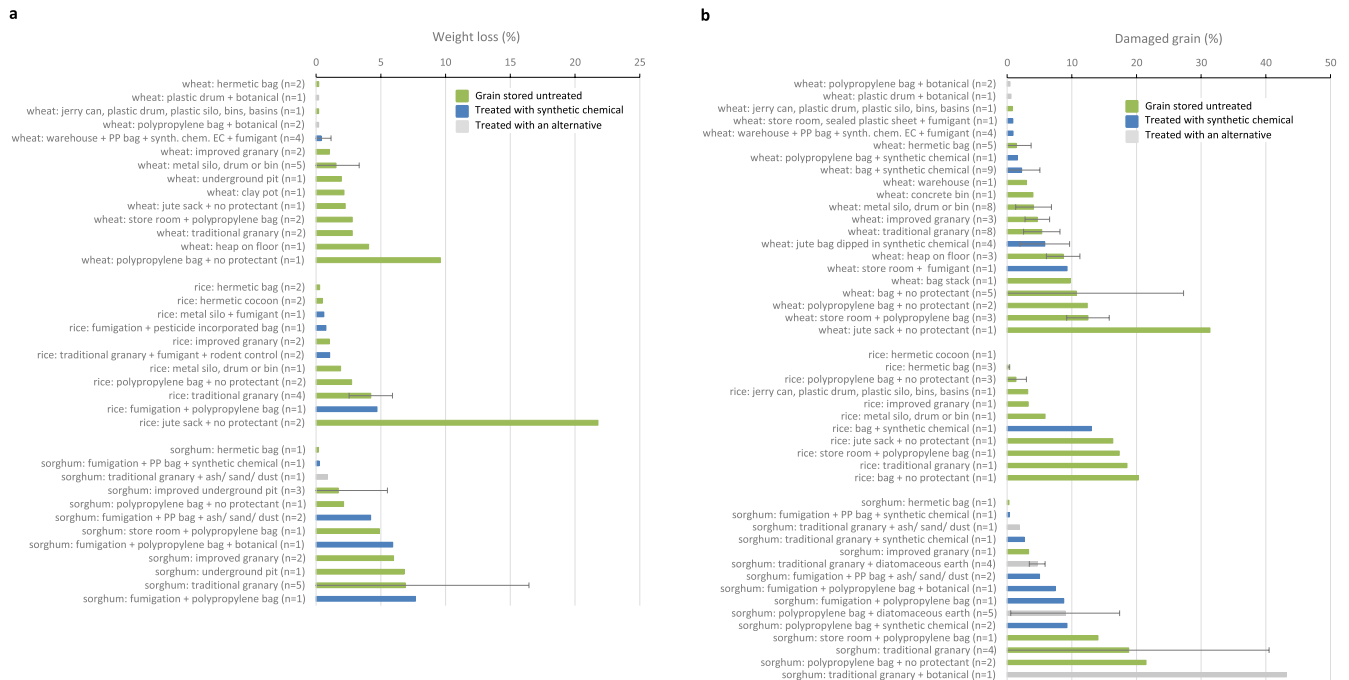 a
Weight loss (%)
0 5 10 15 20 25
Grain stored untreated
Treated with synthetic chemical
Treated with an alternative
wheat: hermetic bag (n=2)
wheat: plastic drum + botanical (n=1)
wheat: jerry can, plastic drum, plastic silo, bins, basins (n=1)
wheat: polypropylene bag + botanical (n=2)
wheat: warehouse + PP bag + synth. chem. EC + fumigant (n=4)
wheat: improved granary (n=2)
wheat: metal silo, drum or bin (n=5)
wheat: underground pit (n=1)
wheat: clay pot (n=1)
wheat: jute sack + no protectant (n=1)
wheat: store room + polypropylene bag (n=2)
wheat: traditional granary (n=2)
wheat: heap on floor (n=1)
wheat: polypropylene bag + no protectant (n=1)
rice: hermetic bag (n=2)
rice: hermetic cocoon (n=2)
rice: metal silo + fumigant (n=1)
rice: fumigation + pesticide incorporated bag (n=1)
rice: improved granary (n=2)
rice: traditional granary + fumigant + rodent control (n=2)
rice: metal silo, drum or bin (n=1)
rice: polypropylene bag + no protectant (n=2)
rice: traditional granary (n=4)
rice: fumigation + polypropylene bag (n=1)
rice: jute sack + no protectant (n=2)
sorghum: hermetic bag (n=1)
sorghum: fumigation + PP bag + synthetic chemical (n=1)
sorghum: traditional granary + ash/ sand/ dust (n=1)
sorghum: improved underground pit (n=3)
sorghum: polypropylene bag + no protectant (n=1)
sorghum: fumigation + PP bag + ash/ sand/ dust (n=2)
sorghum: store room + polypropylene bag (n=1)
sorghum: fumigation + polypropylene bag + botanical (n=1)
sorghum: improved granary (n=2)
sorghum: underground pit (n=1)
sorghum: traditional granary (n=5)
sorghum: fumigation + polypropylene bag (n=1)
b
Damaged grain (%)
0 10 20 30 40 50
Grain stored untreated
Treated with synthetic chemical
Treated with an alternative
wheat: polypropylene bag + botanical (n=2)
wheat: plastic drum + botanical (n=1)
wheat: jerry can, plastic drum, plastic silo, bins, basins (n=1)
wheat: store room, sealed plastic sheet + fumigant (n=1)
wheat: warehouse + PP bag + synth. chem. EC + fumigant (n=4)
wheat: hermetic bag (n=5)
wheat: polypropylene bag + synthetic chemical (n=1)
wheat: bag + synthetic chemical (n=9)
wheat: warehouse (n=1)
wheat: concrete bin (n=1)
wheat: metal silo, drum or bin (n=8)
wheat: improved granary (n=3)
wheat: traditional granary (n=8)
wheat: jute bag dipped in synthetic chemical (n=4)
wheat: heap on floor (n=3)
wheat: store room + fumigant (n=1)
wheat: bag stack (n=1)
wheat: bag + no protectant (n=5)
wheat: polypropylene bag + no protectant (n=2)
wheat: store room + polypropylene bag (n=3)
wheat: jute sack + no protectant (n=1)
rice: hermetic cocoon (n=1)
rice: hermetic bag (n=3)
rice: polypropylene bag + no protectant (n=3)
rice: jerry can, plastic drum, plastic silo, bins, basins (n=1)
rice: improved granary (n=1)
rice: metal silo, drum or bin (n=1)
rice: bag + synthetic chemical (n=1)
rice: jute sack + no protectant (n=1)
rice: store room + polypropylene bag (n=1)
rice: traditional granary (n=1)
rice: bag + no protectant (n=1)
sorghum: hermetic bag (n=1)
sorghum: fumigation + PP bag + synthetic chemical (n=1)
sorghum: traditional granary + ash/ sand/ dust (n=1)
sorghum: traditional granary + synthetic chemical (n=1)
sorghum: improved granary (n=1)
sorghum: traditional granary + diatomaceous earth (n=4)
sorghum: fumigation + PP bag + ash/ sand/ dust (n=2)
sorghum: fumigation + polypropylene bag + botanical (n=1)
sorghum: fumigation + polypropylene bag (n=1)
sorghum: polypropylene bag + diatomaceous earth (n=5)
sorghum: polypropylene bag + synthetic chemical (n=2)
sorghum: store room + polypropylene bag (n=1)
sorghum: traditional granary (n=4)
sorghum: polypropylene bag + no protectant (n=2)
sorghum: traditional granary + botanical (n=1)